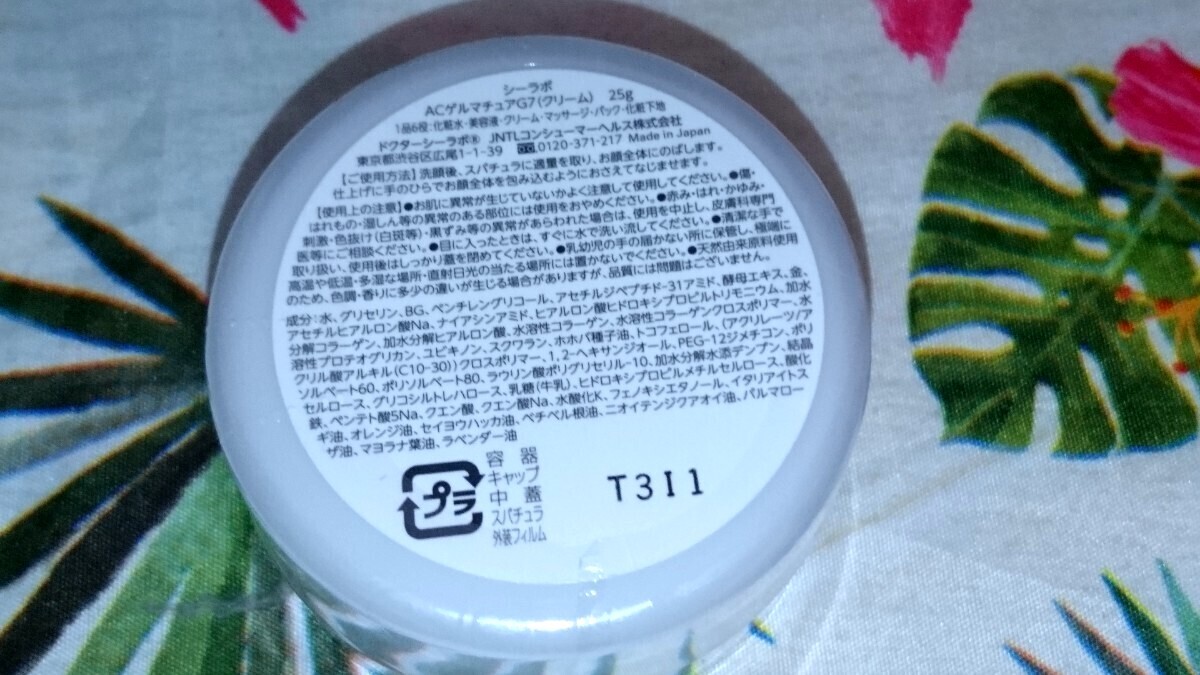 シーラボ
ACゲルマチュアG7(クリーム) 25g
1品6役:化粧水・美容液・クリーム・マッサージ・パック・化粧下地
ドクターシーラボ® JNTLコンシューマーヘルス株式会社
東京都渋谷区広尾1-1-39 0120-371-217 Made in Japan
【ご使用方法】洗顔後、スパチュラに適量を取り、お顔全体にのばします。
仕上げに手のひらでお顔全体を包み込むようにおさえてなじませます。
【使用上の注意】●お肌に異常が生じていないかよく注意して使用してください。●傷・
はれもの・湿しん等の異常のある部位には使用をおやめください。●赤み・はれ・かゆみ・
刺激・色抜け(白斑等)・黒ずみ等の異常があらわれた場合は、使用を中止し、皮膚科専門
医等にご相談ください。●目に入ったときは、すぐに水で洗い流してください。●清潔な手で
取り扱い、使用後はしっかり蓋を閉めてください。●乳幼児の手の届かない所に保管し、極端に
高温や低温・多湿な場所・直射日光の当たる場所には置かないでください。●天然由来原料使用
のため、色調・香りに多少の違いが生じる場合がありますが、品質には問題はございません。
成分:水、グリセリン、BG、ペンチレングリコール、アセチルジペプチド-31アミド、酵母エキス、金、
アセチルヒアルロン酸Na、ナイアシンアミド、ヒアルロン酸ヒドロキシプロピルトリモニウム、加水
分解コラーゲン、加水分解ヒアルロン酸、水溶性コラーゲン、水溶性コラーゲンクロスポリマー、水
溶性プロテオグリカン、ユビキノン、スクワラン、ホホバ種子油、トコフェロール、(アクリレーツ/ア
クリル酸アルキル(C10-30))クロスポリマー、1,2-ヘキサンジオール、PEG-12ジメチコン、ポリ
ソルベート60、ポリソルベート80、ラウリン酸ポリグリセリル-10、加水分解水添デンプン、結晶
セルロース、グリコシルトレハロース、乳糖(牛乳)、ヒドロキシプロピルメチルセルロース、酸化
鉄、ペンテト酸5Na、クエン酸、クエン酸Na、水酸化K、フェノキシエタノール、イタリアイトス
ギ油、オレンジ油、セイヨウハッカ油、ベチベル根油、ニオイテンジクアオイ油、パルマロー
ザ油、マヨラナ葉油、ラベンダー油
プラ
容器
キャップ
中蓋
スパチュラ
外装フィルム
T3I1